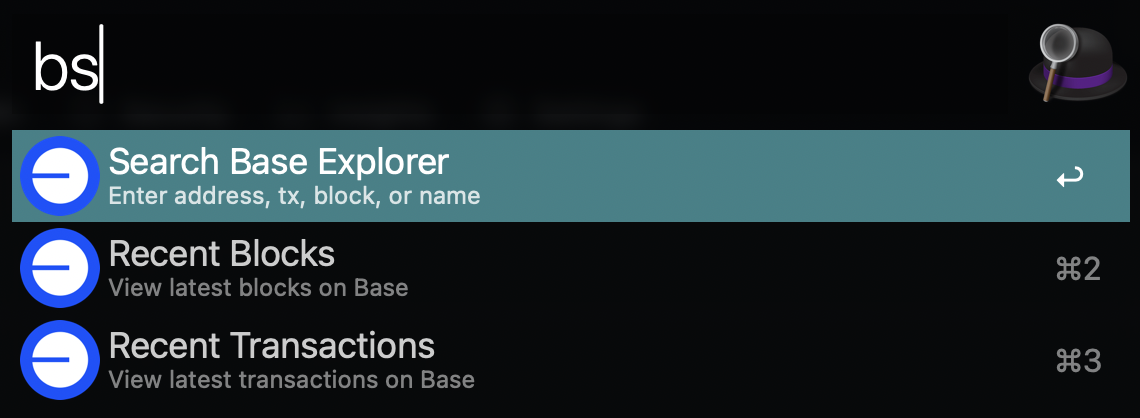 bs
Search Base Explorer
Enter address, tx, block, or name
Recent Blocks
View latest blocks on Base
⌘2
Recent Transactions
View latest transactions on Base
⌘3